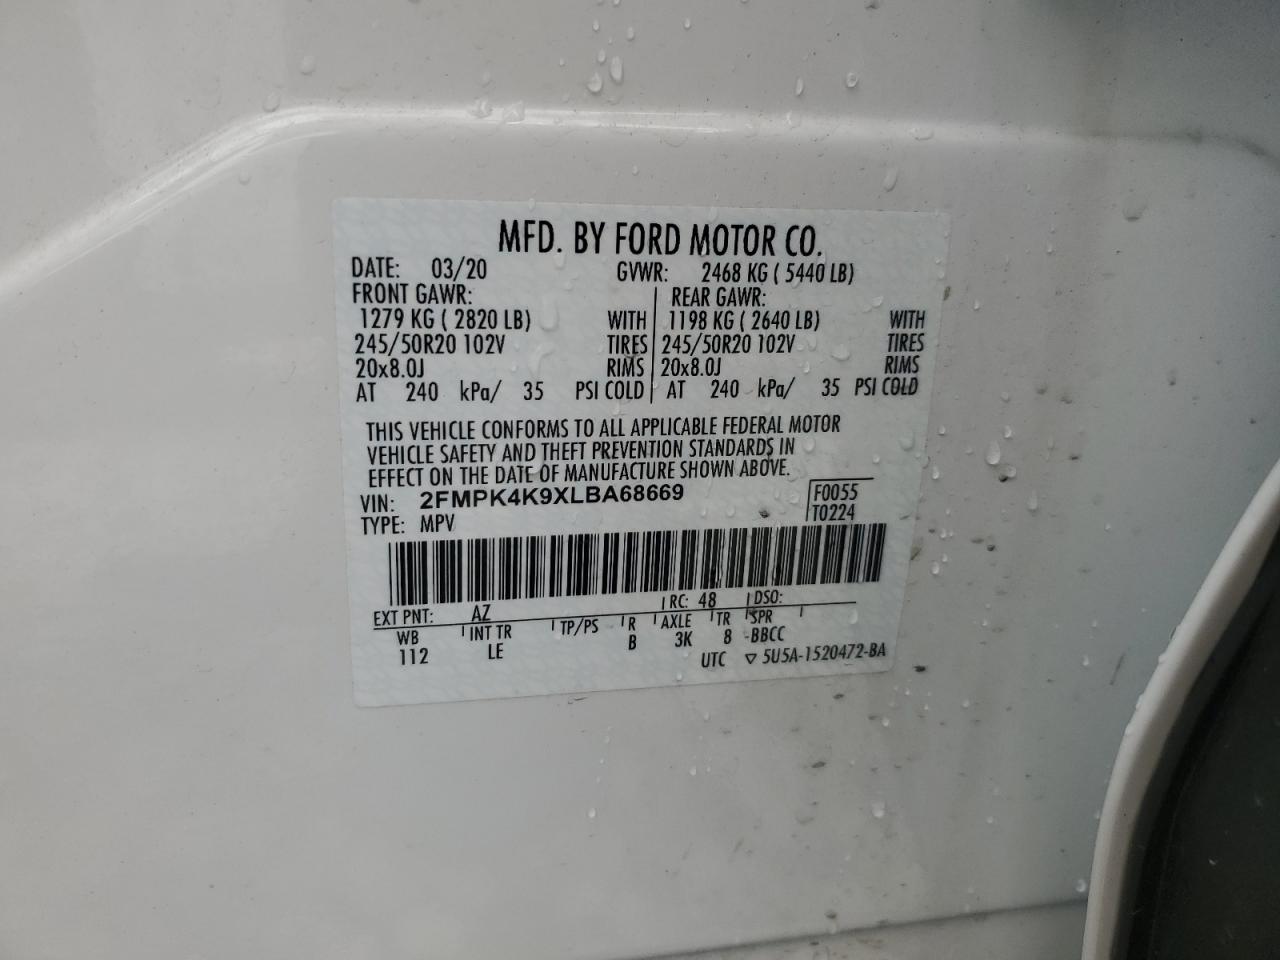 MFD. BY FORD MOTOR CO.
DATE: 03/20 GVWR: 2468 KG ( 5440 LB)
FRONT GAWR: REAR GAWR:
1279 KG ( 2820 LB) WITH 1198 KG ( 2640 LB) WITH
245/50R20 102V TIRES 245/50R20 102V TIRES
20x8.0J RIMS 20x8.0J RIMS
AT 240 kPa/ 35 PSI COLD AT 240 kPa/ 35 PSI COLD
THIS VEHICLE CONFORMS TO ALL APPLICABLE FEDERAL MOTOR
VEHICLE SAFETY AND THEFT PREVENTION STANDARDS IN
EFFECT ON THE DATE OF MANUFACTURE SHOWN ABOVE.
VIN: 2FMPK4K9XLBA68669 F0055
TYPE: MPV T0224
EXT PNT: AZ RC: 48 DSO:
WB INT TR TP/PS R AXLE TR SPR
112 LE B 3K 8 -BBCC
UTC ▽ 5U5A-1520472-BA